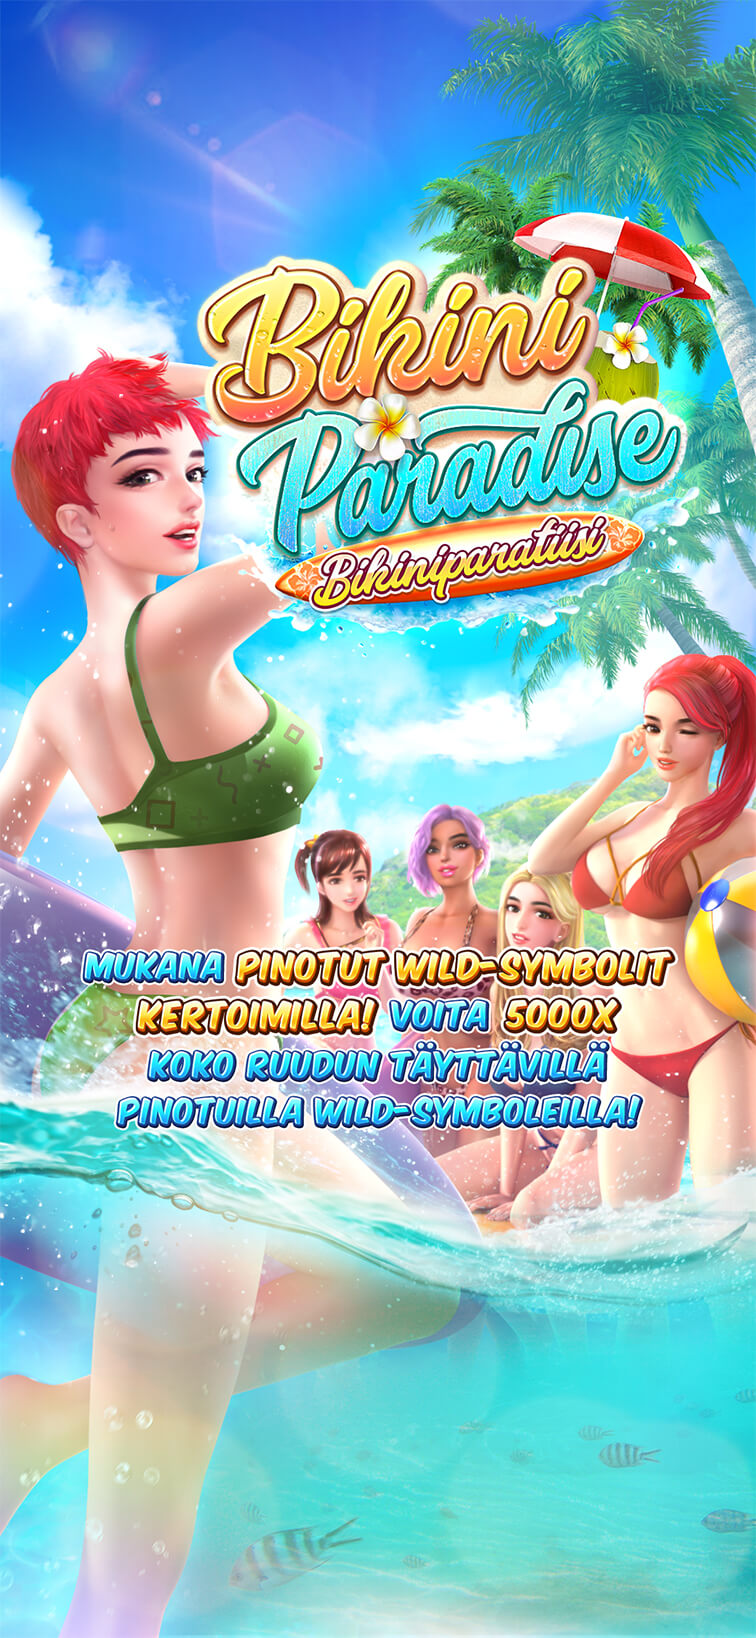 Bikini
Paradise
Bikiniparatiisi
MUKANA PINOTUT WILD-SYMBOLIT
KERTOIMILLA! VOITA 5000X
KOKO RUUDUN TÄYTTÄVILLÄ
PINOTUILLA WILD-SYMBOLEILLA!